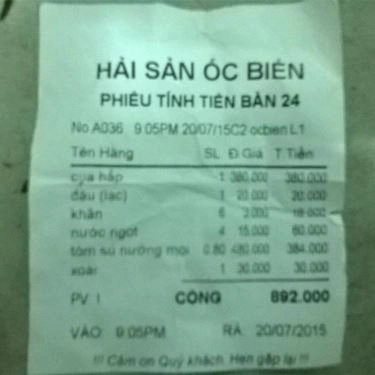 HẢI SẢN ỐC BIỂN
PHIẾU TÍNH TIỀN BÀN 24
No A036 9:05PM 20/07/15C2 ocbien L1
Tên Hàng SL Đ.Giá T.Tiền
cua hấp 1 380.000 380.000
đậu (lạc) 1 20.000 20.000
khăn 6 3.000 18.000
nước ngọt 4 15.000 60.000
tôm sú nướng mọi 0.80 480.000 384.000
xoài 1 30.000 30.000
PV: I CỘNG 892.000
VÀO: 9:05PM RA: 20/07/2015
!!! Cảm ơn Quý khách. Hẹn gặp lại !!!